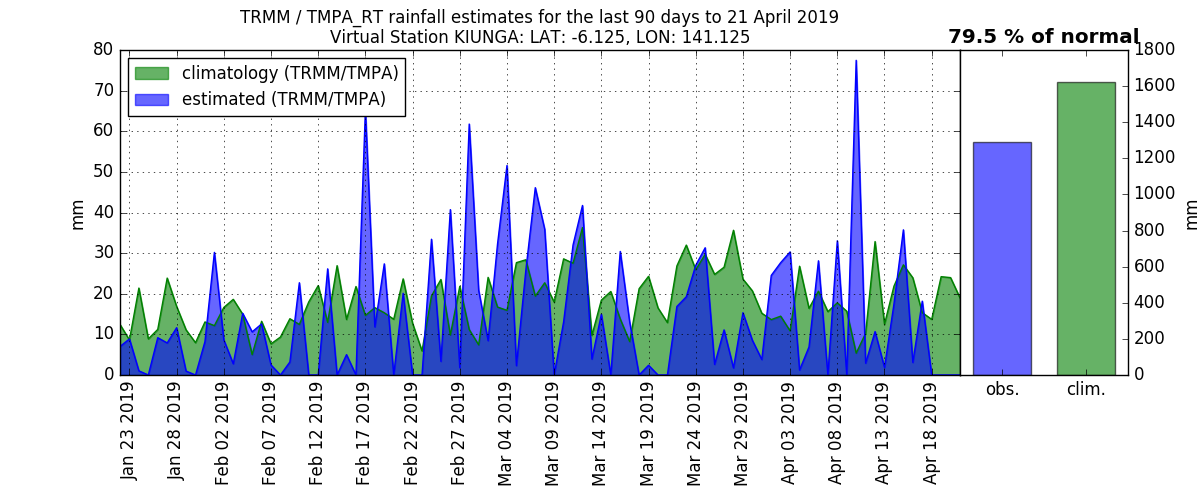 TRMM / TMPA_RT rainfall estimates for the last 90 days to 21 April 2019
Virtual Station KIUNGA: LAT: -6.125, LON: 141.125
79.5 % of normal
climatology (TRMM/TMPA)
estimated (TRMM/TMPA)
80
70
60
50
40
30
20
10
0
mm
Jan 23 2019
Jan 28 2019
Feb 02 2019
Feb 07 2019
Feb 12 2019
Feb 17 2019
Feb 22 2019
Feb 27 2019
Mar 04 2019
Mar 09 2019
Mar 14 2019
Mar 19 2019
Mar 24 2019
Mar 29 2019
Apr 03 2019
Apr 08 2019
Apr 13 2019
Apr 18 2019
1800
1600
1400
1200
1000
800
600
400
200
0
mm
obs.
clim.